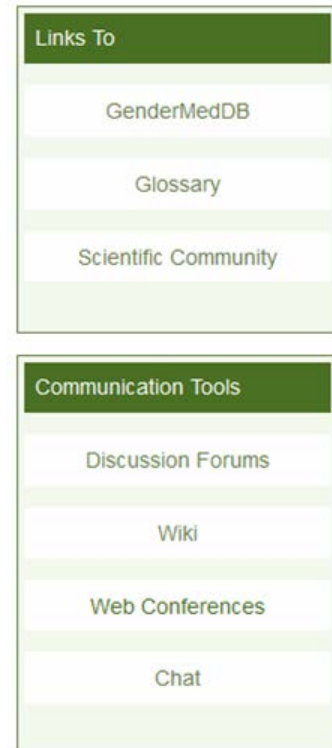 Links To
GenderMedDB
Glossary
Scientific Community
Communication Tools
Discussion Forums
Wiki
Web Conferences
Chat